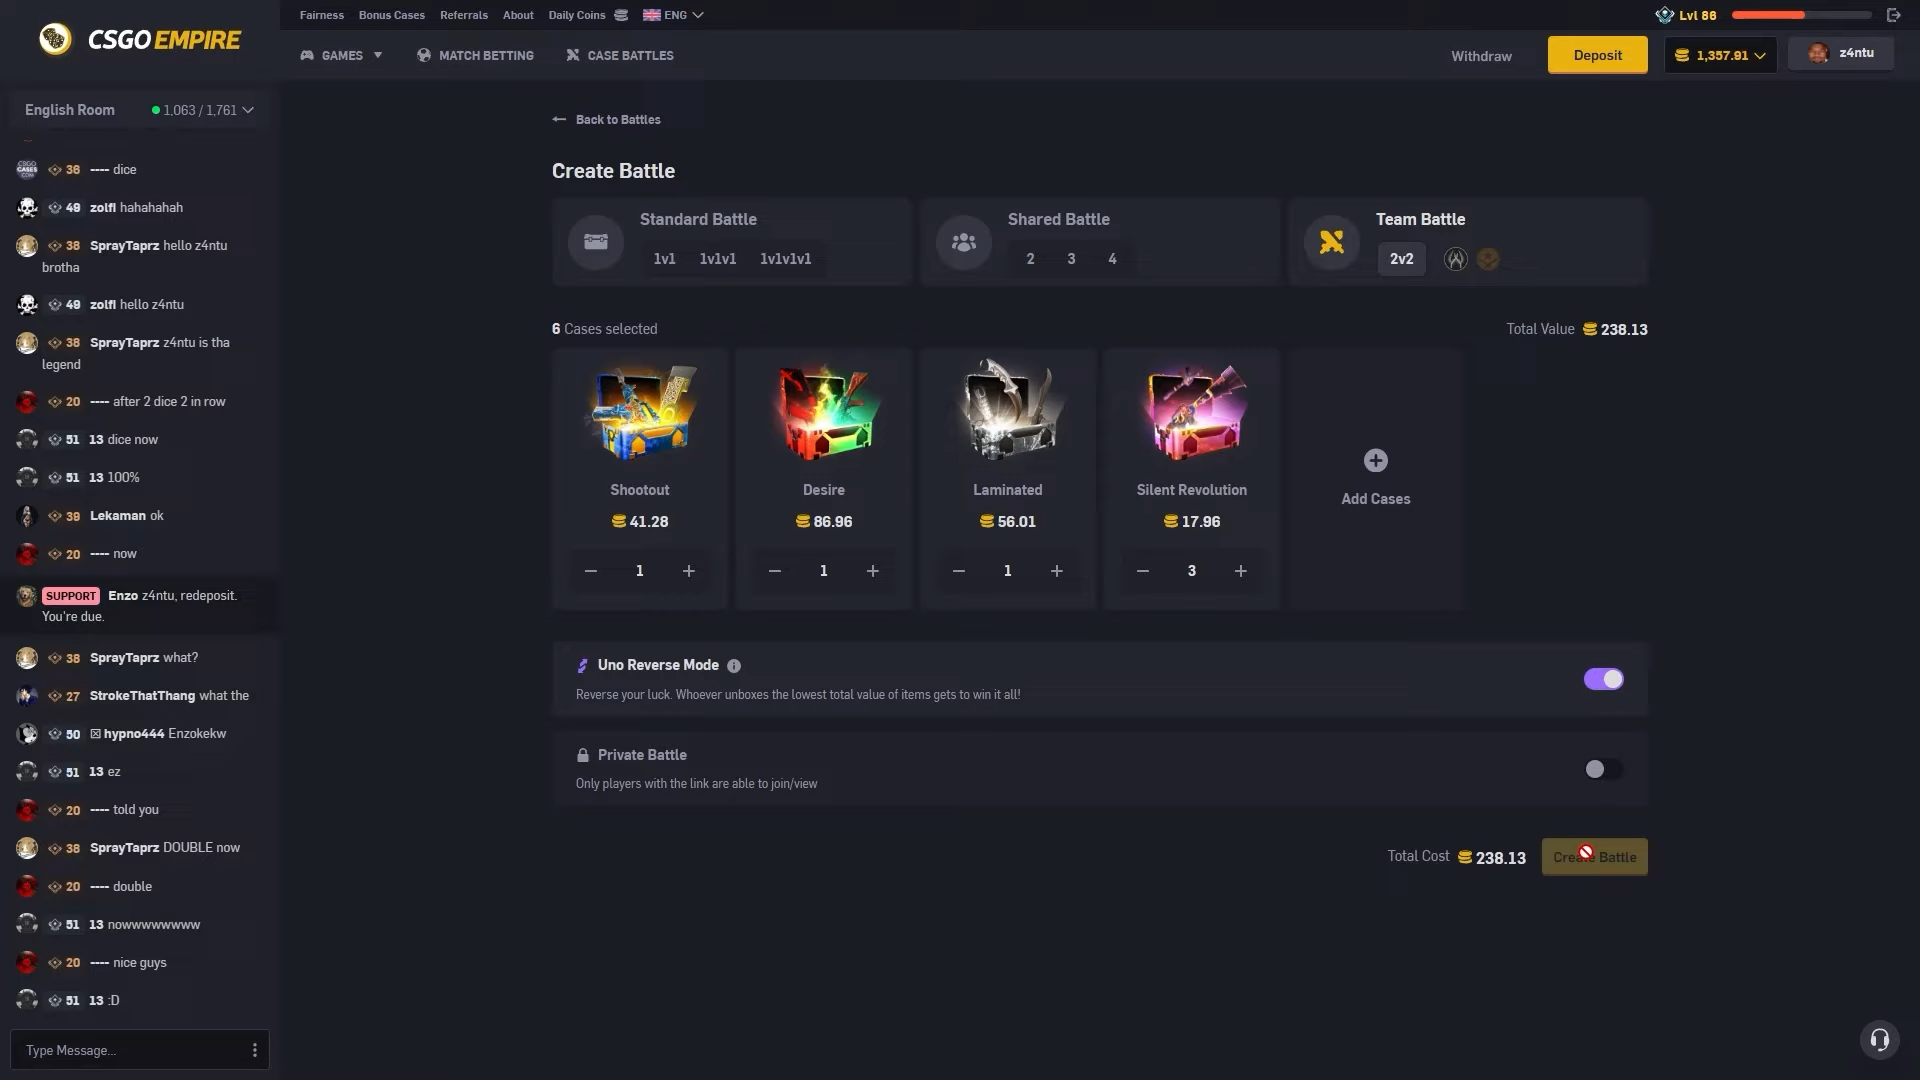 Fairness Bonus Cases Referrals About Daily Coins ENG
Lvl 86
CSGOEMPIRE
GAMES MATCH BETTING CASE BATTLES
Withdraw Deposit 1,357.91 z4ntu
English Room 1,063 / 1,761
CSGO CASES .COM
36 ---- dice
49 zolfi hahahahah
38 SprayTaprz hello z4ntu
brotha
49 zolfi hello z4ntu
38 SprayTaprz z4ntu is tha
legend
20 ---- after 2 dice 2 in row
51 13 dice now
51 13 100%
39 Lekaman ok
20 ---- now
SUPPORT Enzo z4ntu, redeposit.
You're due.
38 SprayTaprz what?
27 StrokeThatThang what the
50 hypno444 Enzokekw
51 13 ez
20 ---- told you
38 SprayTaprz DOUBLE now
20 ---- double
51 13 nowwwwwwwww
20 ---- nice guys
51 13 :D
Type Message...
Back to Battles
Create Battle
Standard Battle
1v1 1v1v1 1v1v1v1
Shared Battle
2 3 4
Team Battle
2v2
6 Cases selected
Total Value 238.13
Shootout
41.28
1
Desire
86.96
1
Laminated
56.01
1
Silent Revolution
17.96
3
Add Cases
Uno Reverse Mode
Reverse your luck. Whoever unboxes the lowest total value of items gets to win it all!
Private Battle
Only players with the link are able to join/view
Total Cost 238.13 Create Battle